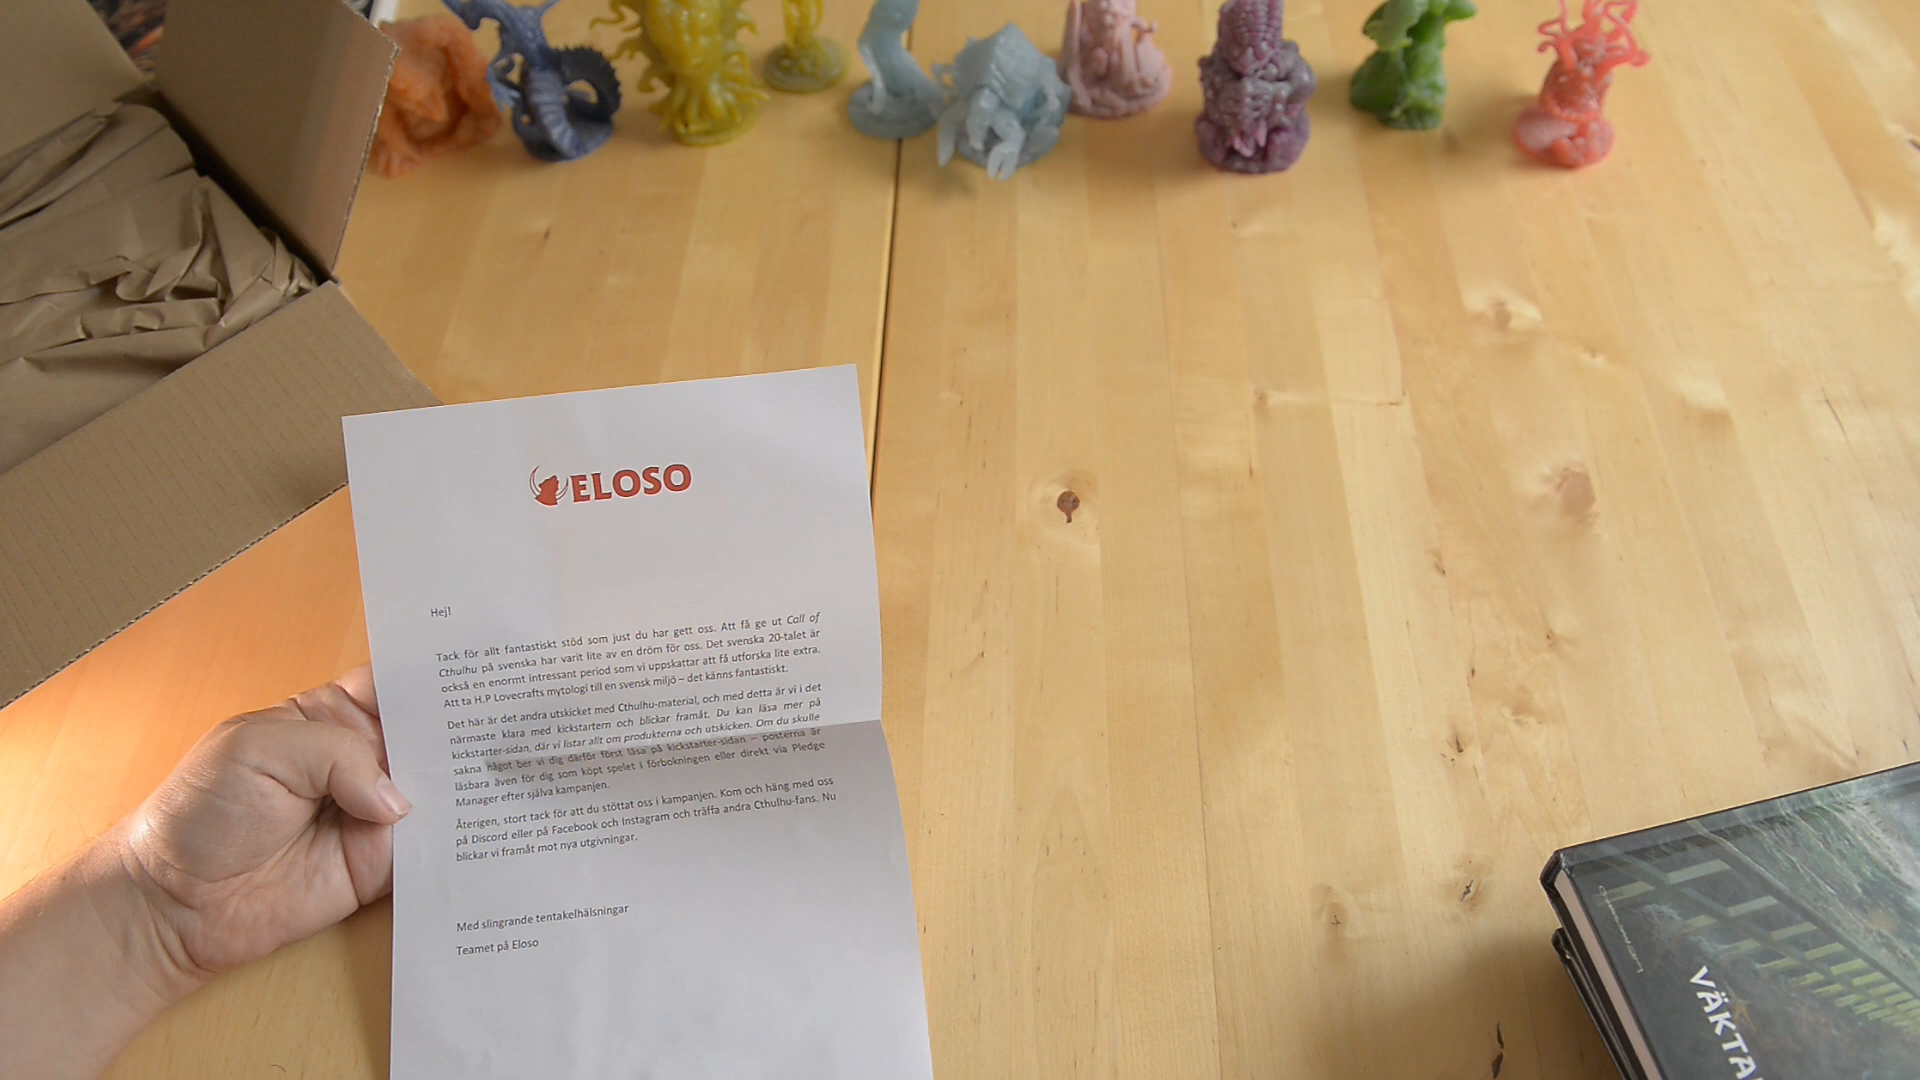 ELOSO
Hej!
Tack för allt fantastiskt stöd som just du har gett oss. Att få ge ut Call of
Cthulhu på svenska har varit lite av en dröm för oss. Det svenska 20-talet är
också en enormt intressant period som vi uppskattar att få utforska lite extra.
Att ta H.P Lovecrafts mytologi till en svensk miljö – det känns fantastiskt.
Det här är det andra utskicket med Cthulhu-material, och med detta är vi i det
närmaste klara med kickstartern och blickar framåt. Du kan läsa mer på
kickstarter-sidan, där vi listar allt om produkterna och utskicken. Om du skulle
sakna något ber vi dig därför först läsa på kickstarter-sidan – posterna är
läsbara även för dig som köpt spelet i förbokningen eller direkt via Pledge
Manager efter själva kampanjen.
Återigen, stort tack för att du stöttat oss i kampanjen. Kom och häng med oss
på Discord eller på Facebook och Instagram och träffa andra Cthulhu-fans. Nu
blickar vi framåt mot nya utgivningar.
Med slingrande tentakelhälsningar
Teamet på Eloso
VÄKTA